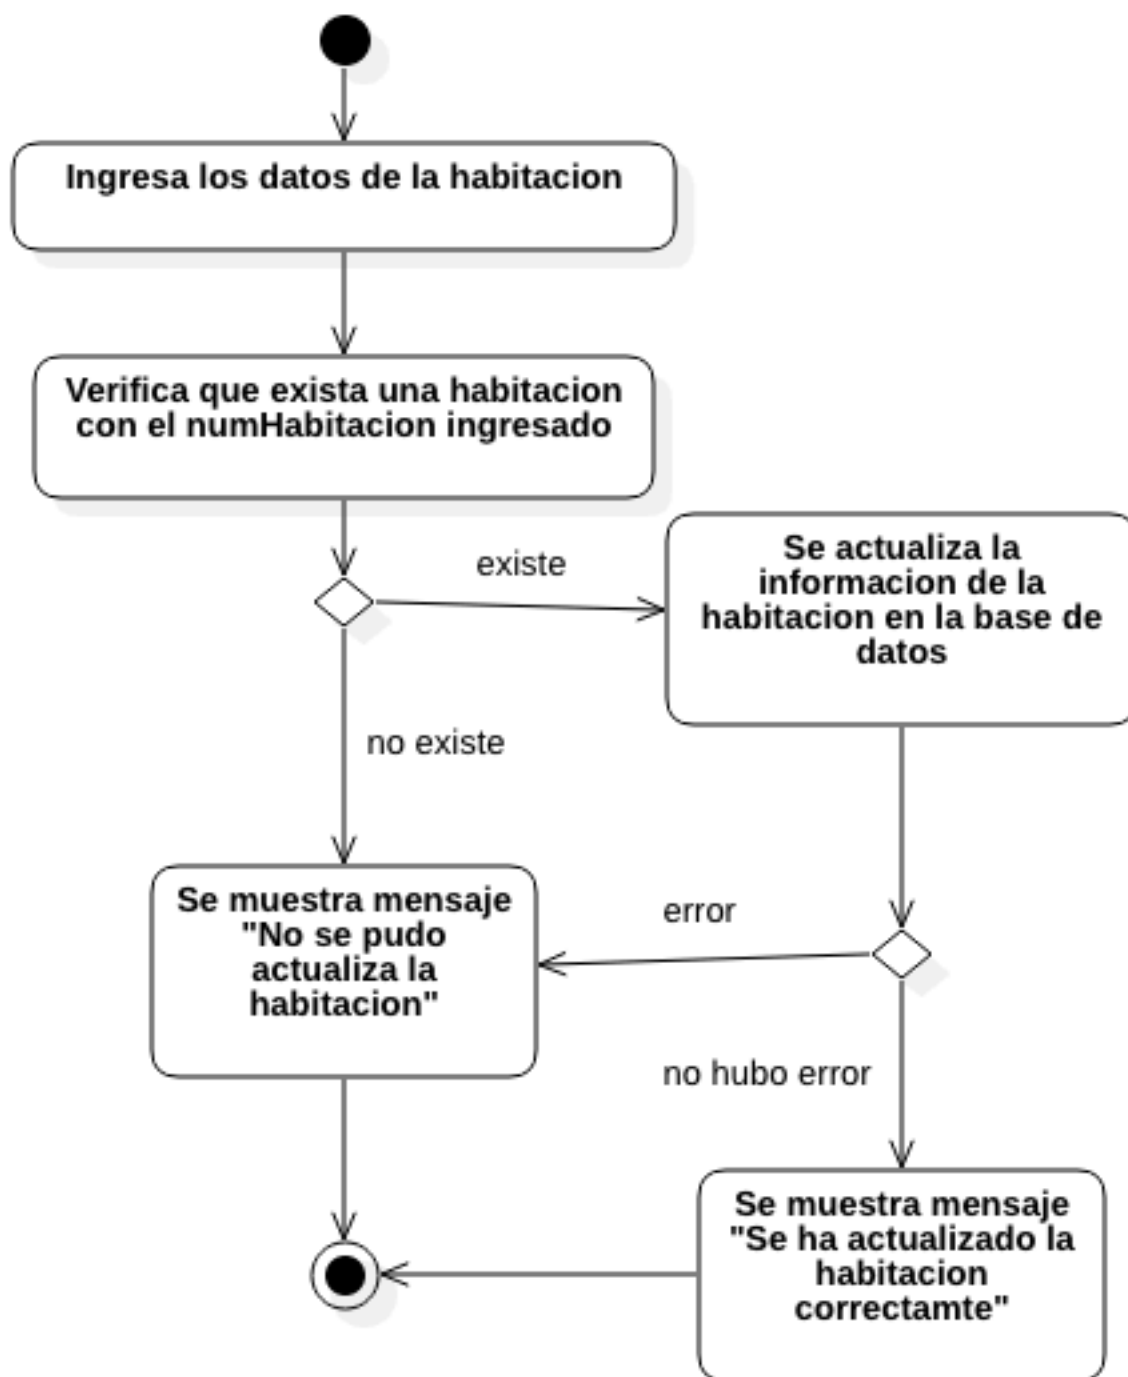 Ingresa los datos de la habitacion
Verifica que exista una habitacion
con el numHabitacion ingresado
existe
Se actualiza la
informacion de la
habitacion en la base de
datos
no existe
Se muestra mensaje
"No se pudo
actualiza la
habitacion"
error
no hubo error
Se muestra mensaje
"Se ha actualizado la
habitacion
correctamte"